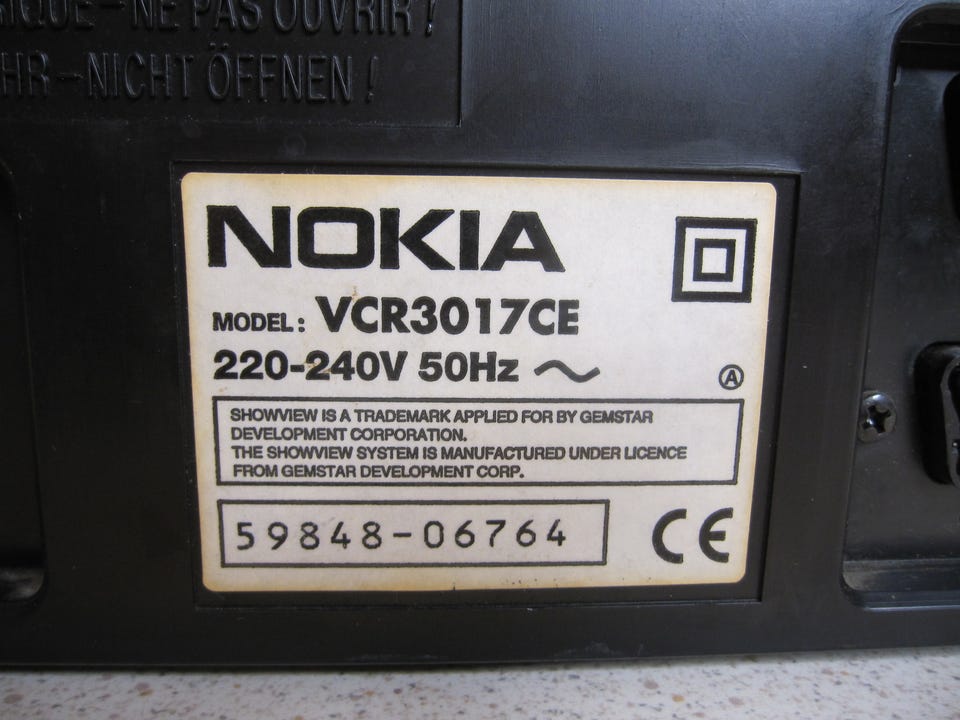 NE PAS OUVRIR !
NICHT ÖFFNEN !
NOKIA
MODEL: VCR3017CE
220-240V 50Hz ~
A
SHOWVIEW IS A TRADEMARK APPLIED FOR BY GEMSTAR
DEVELOPMENT CORPORATION.
THE SHOWVIEW SYSTEM IS MANUFACTURED UNDER LICENCE
FROM GEMSTAR DEVELOPMENT CORP.
59848-06764
CE